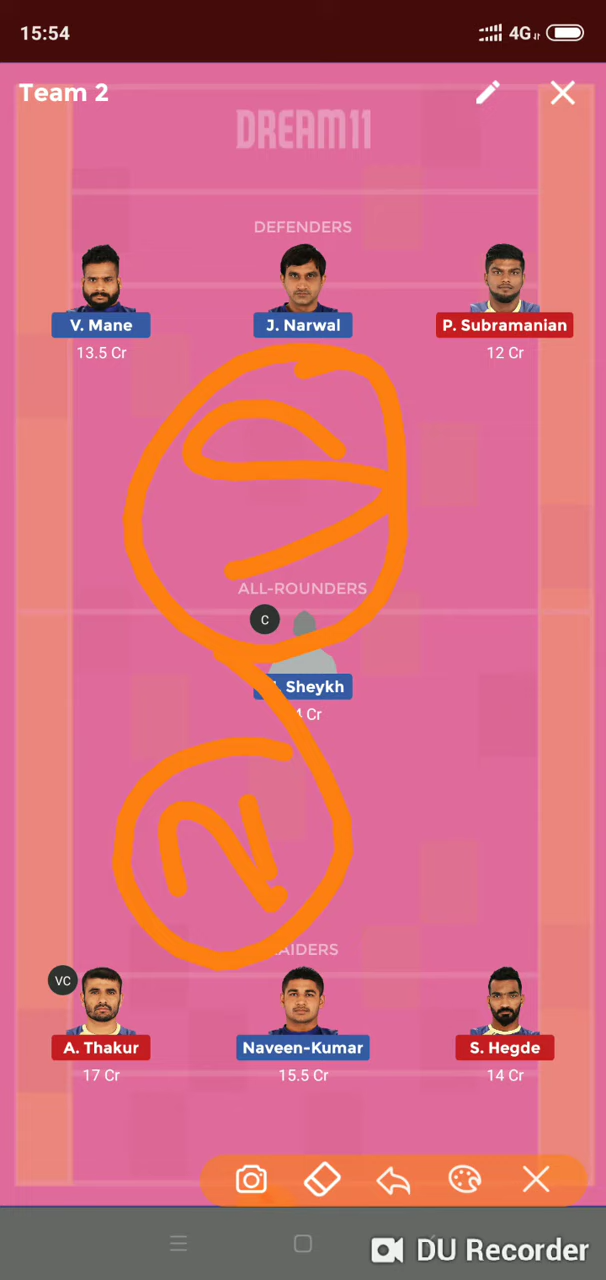 15:54 4G
Team 2
DREAM11
DEFENDERS
V. Mane J. Narwal P. Subramanian
13.5 Cr 12 Cr
ALL-ROUNDERS
C
Sheykh
Cr
RAIDERS
VC
A. Thakur Naveen-Kumar S. Hegde
17 Cr 15.5 Cr 14 Cr
DU Recorder